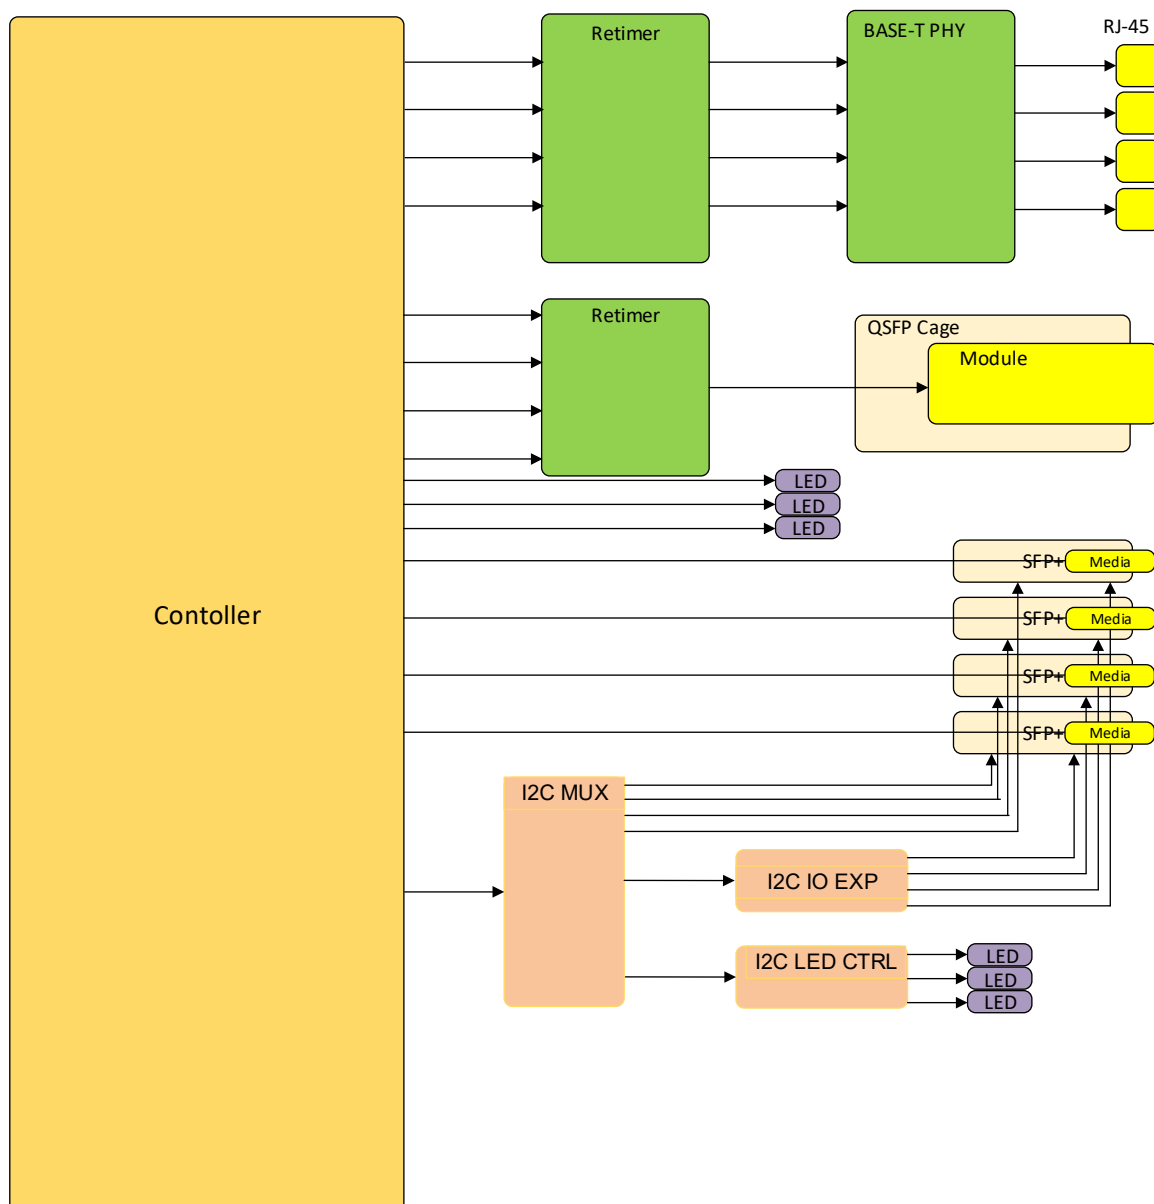 Retimer
BASE-T PHY
RJ-45
Retimer
QSFP Cage
Module
LED
LED
LED
SFP+
Media
Contoller
SFP+
Media
SFP+
Media
SFP+
Media
I2C MUX
I2C IO EXP
I2C LED CTRL
LED
LED
LED